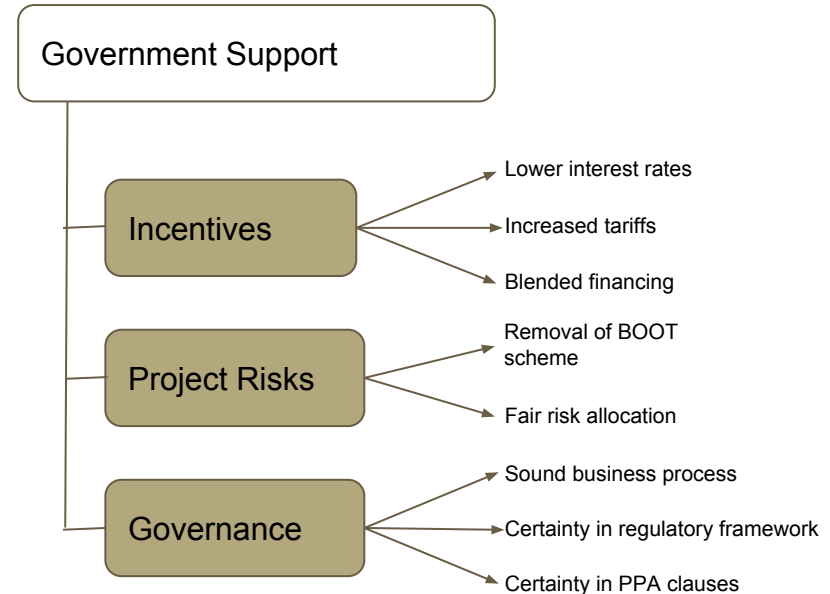 Government Support
Lower interest rates
Incentives
Increased tariffs
Blended financing
Removal of BOOT
scheme
Project Risks
Fair risk allocation
Sound business process
Governance
Certainty in regulatory framework
Certainty in PPA clauses